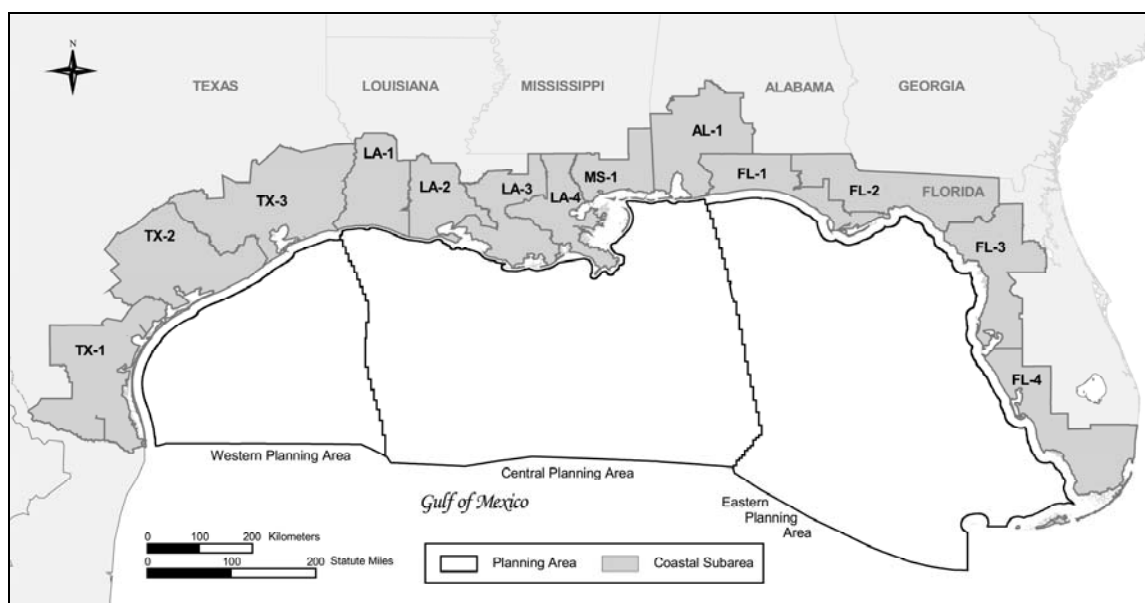 N
TEXAS
LOUISIANA
MISSISSIPPI
ALABAMA
GEORGIA
AL-1
LA-1
LA-2
LA-3
LA-4
MS-1
FL-1
FL-2
FLORIDA
TX-3
TX-2
FL-3
TX-1
FL-4
Western Planning Area
Central Planning Area
Gulf of Mexico
Eastern
Planning
Area
0 100 200 Kilometers
0 100 200 Statute Miles
Planning Area
Coastal Subarea